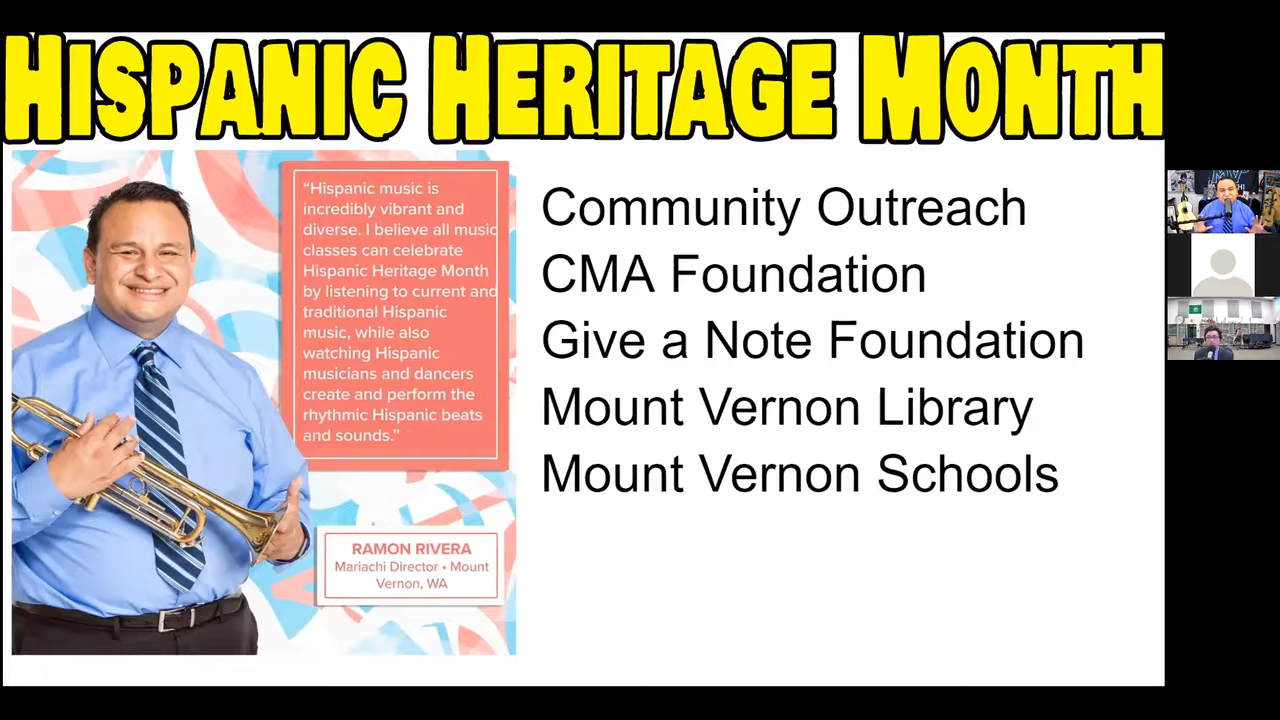 HISPANIC HERITAGE MONTH
“Hispanic music is
incredibly vibrant and
diverse. I believe all music
classes can celebrate
Hispanic Heritage Month
by listening to current and
traditional Hispanic
music, while also
watching Hispanic
musicians and dancers
create and perform the
rhythmic Hispanic beats
and sounds.”
RAMON RIVERA
Mariachi Director • Mount
Vernon, WA
Community Outreach
CMA Foundation
Give a Note Foundation
Mount Vernon Library
Mount Vernon Schools